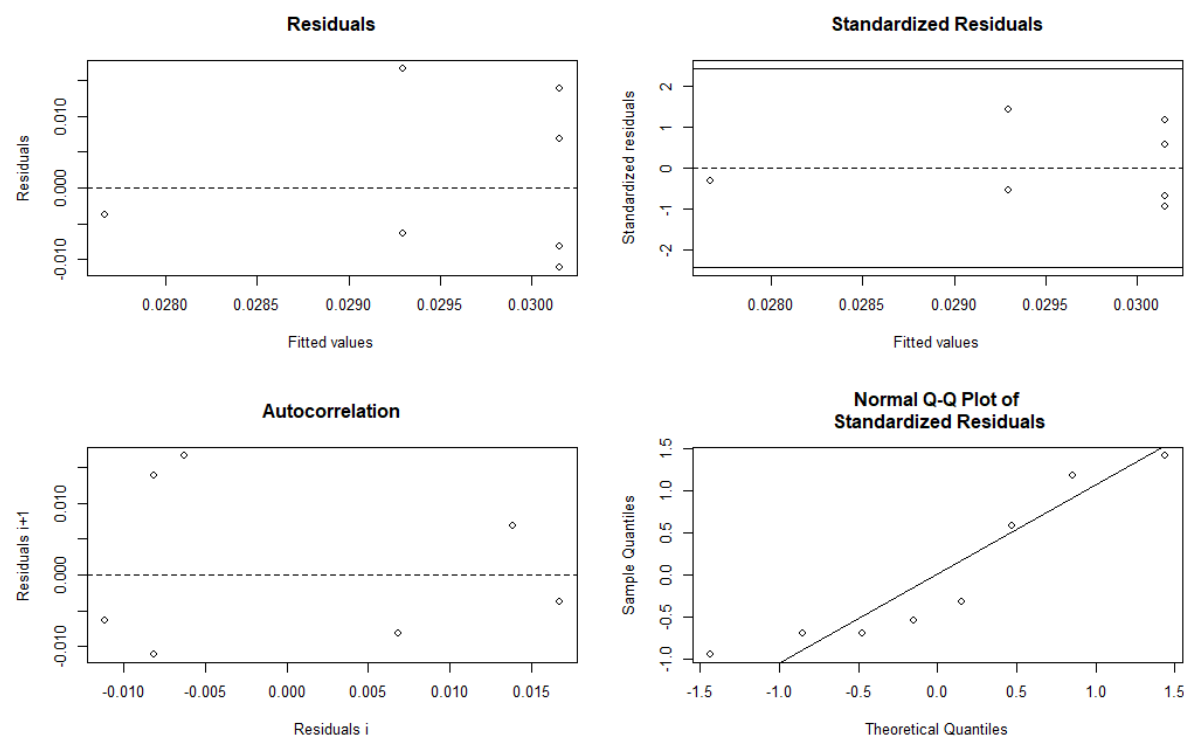 Residuals
Residuals
0.010
0.000
-0.010
0.0280 0.0285 0.0290 0.0295 0.0300
Fitted values
Standardized Residuals
Standardized residuals
2
1
0
-1
-2
0.0280 0.0285 0.0290 0.0295 0.0300
Fitted values
Autocorrelation
Residuals i+1
0.010
0.000
-0.010
-0.010 -0.005 0.000 0.005 0.010 0.015
Residuals i
Normal Q-Q Plot of
Standardized Residuals
Sample Quantiles
1.5
1.0
0.5
0.0
-0.5
-1.0
-1.5 -1.0 -0.5 0.0 0.5 1.0 1.5
Theoretical Quantiles